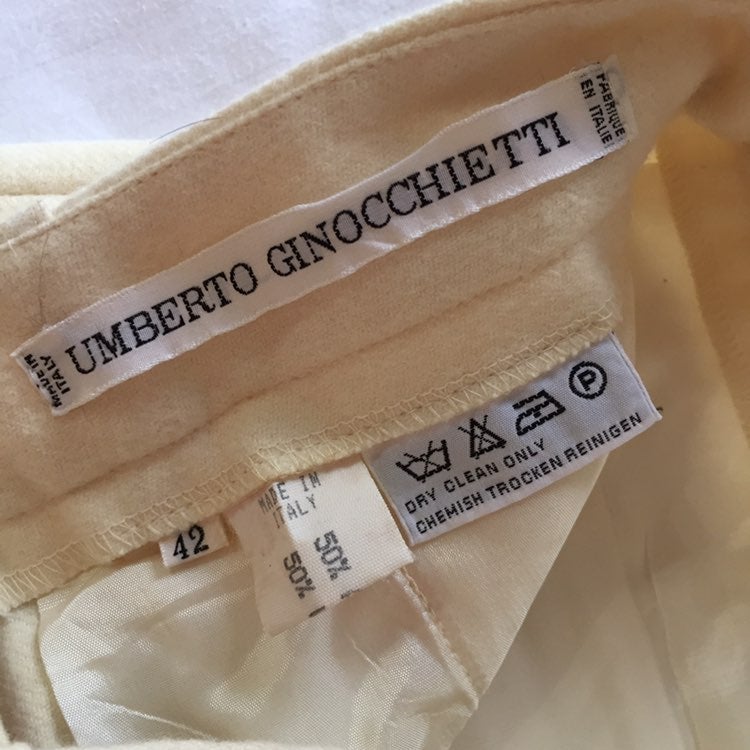 FABRIQUE
EN ITALIE
UMBERTO GINOCCHIETTI
MADE IN
ITALY
P
DRY CLEAN ONLY
CHEMISH TROCKEN REINIGEN
42
MADE IN
ITALY
50%
50%